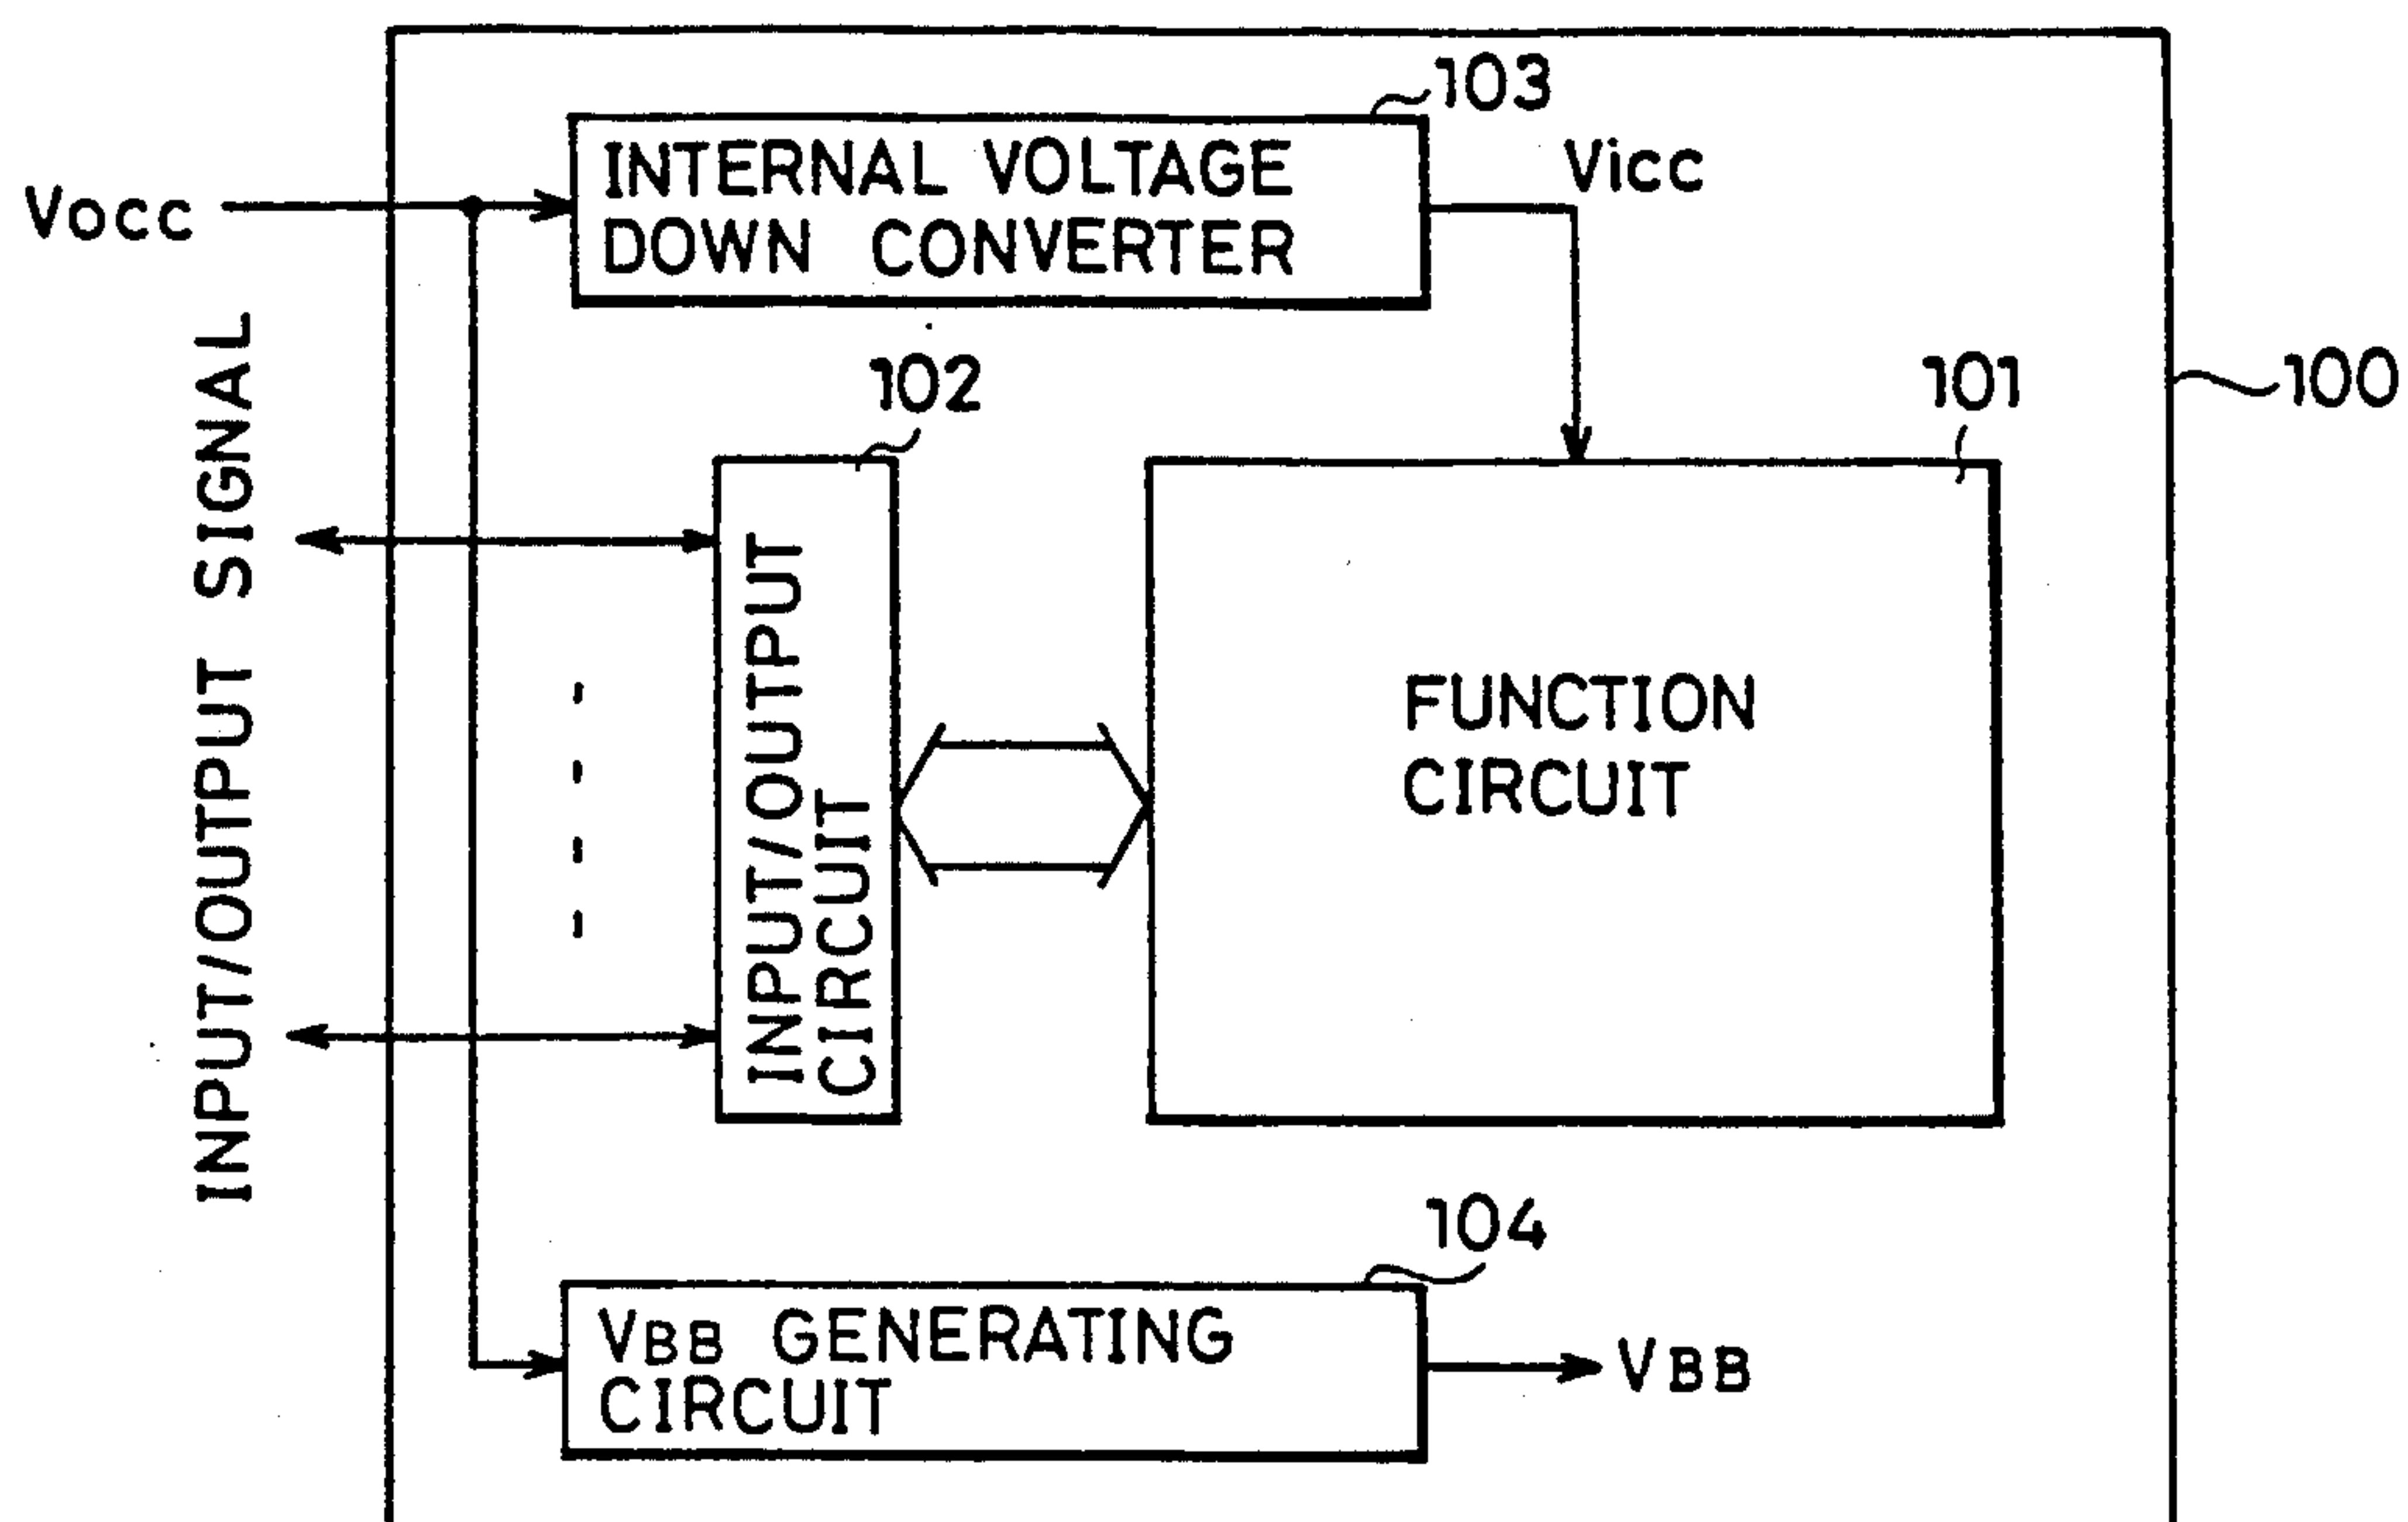 103
INTERNAL VOLTAGE
DOWN CONVERTER
Vicc
Vocc
102
101
100
INPUT/OUTPUT SIGNAL
INPUT/OUTPUT
CIRCUIT
FUNCTION
CIRCUIT
104
VBB GENERATING
CIRCUIT
VBB